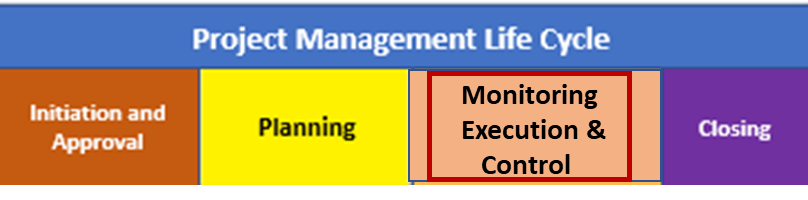 Project Management Life Cycle
Initiation and
Approval
Planning
Monitoring
Execution &
Control
Closing